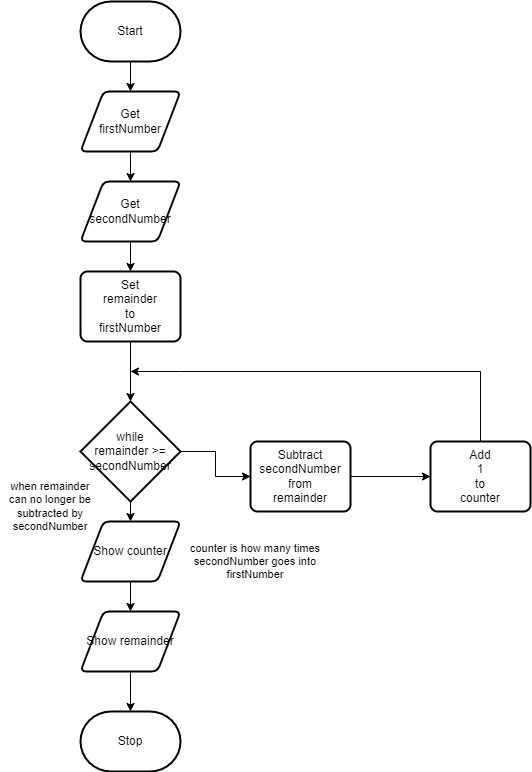 Start
Get
firstNumber
Get
secondNumber
Set
remainder
to
firstNumber
while
remainder >=
secondNumber
Subtract
secondNumber
from
remainder
Add
1
to
counter
when remainder
can no longer be
subtracted by
secondNumber
Show counter
counter is how many times
secondNumber goes into
firstNumber
Show remainder
Stop